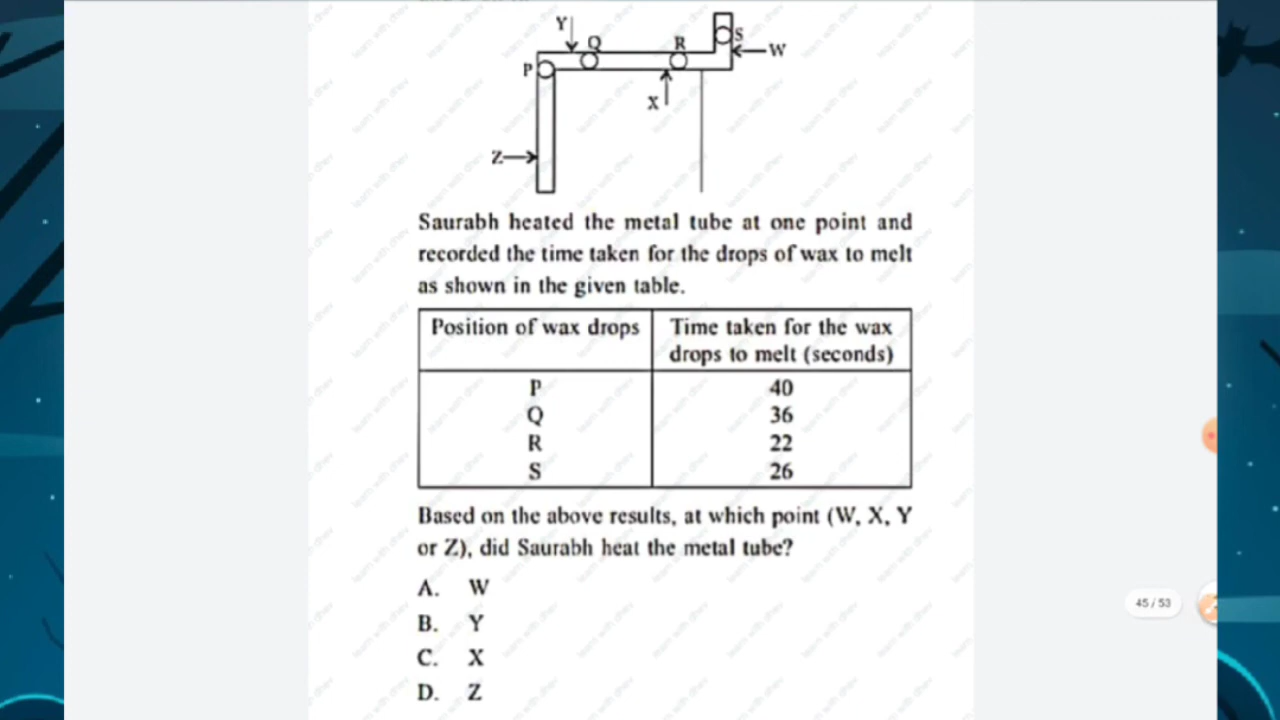 Y
Q
R
S
W
P
X
Z
Saurabh heated the metal tube at one point and
recorded the time taken for the drops of wax to melt
as shown in the given table.
Position of wax drops
Time taken for the wax
drops to melt (seconds)
P 40
Q 36
R 22
S 26
Based on the above results, at which point (W, X, Y
or Z), did Saurabh heat the metal tube?
A. W
B. Y
C. X
D. Z
45 / 53
learn with dhev